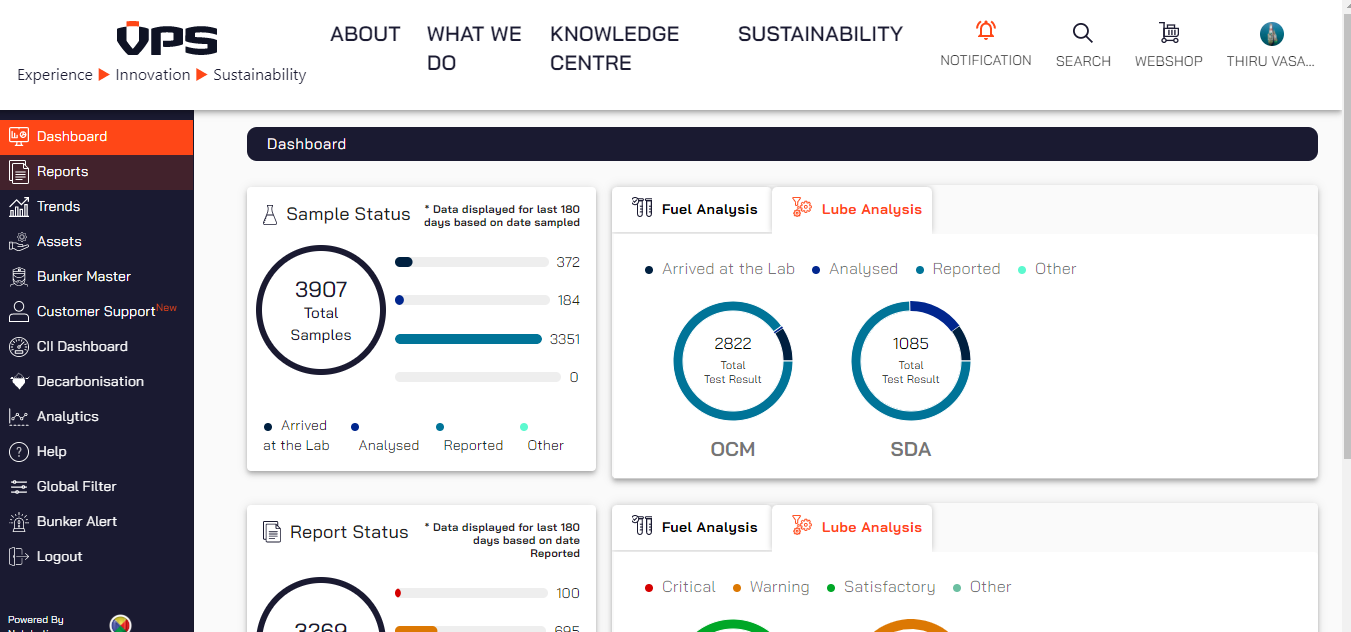 VPS
Experience Innovation Sustainability
ABOUT
WHAT WE
DO
KNOWLEDGE
CENTRE
SUSTAINABILITY
NOTIFICATION
SEARCH
WEBSHOP
THIRU VASA...
Dashboard
Reports
Trends
Assets
Bunker Master
Customer Support New
CII Dashboard
Decarbonisation
Analytics
Help
Global Filter
Bunker Alert
Logout
Powered By
Dashboard
Sample Status
* Data displayed for last 180
days based on date sampled
3907
Total
Samples
372
184
3351
0
Arrived
at the Lab
Analysed
Reported
Other
Fuel Analysis
Lube Analysis
Arrived at the Lab
Analysed
Reported
Other
2822
Total
Test Result
OCM
1085
Total
Test Result
SDA
Report Status
* Data displayed for last 180
days based on date
Reported
3269
100
695
Fuel Analysis
Lube Analysis
Critical
Warning
Satisfactory
Other